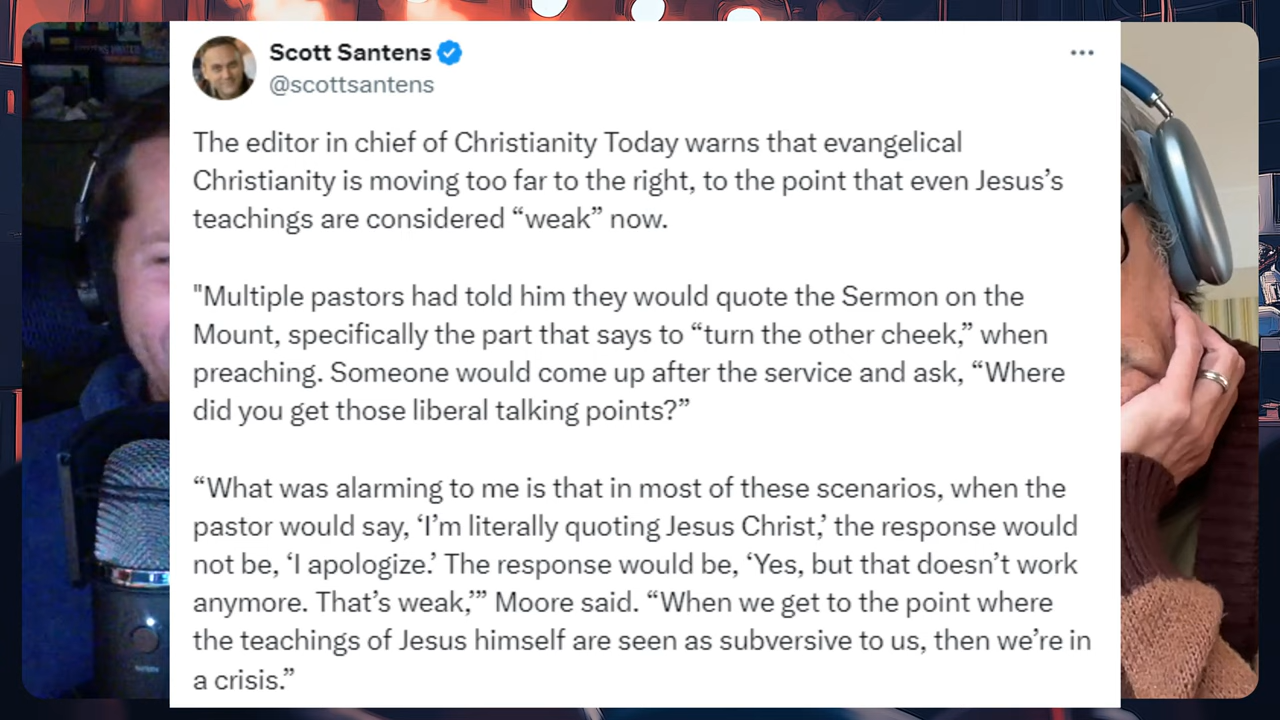 Scott Santens
@scottsantens
The editor in chief of Christianity Today warns that evangelical
Christianity is moving too far to the right, to the point that even Jesus’s
teachings are considered “weak” now.
"Multiple pastors had told him they would quote the Sermon on the
Mount, specifically the part that says to “turn the other cheek,” when
preaching. Someone would come up after the service and ask, “Where
did you get those liberal talking points?”
“What was alarming to me is that in most of these scenarios, when the
pastor would say, ‘I’m literally quoting Jesus Christ,’ the response would
not be, ‘I apologize.’ The response would be, ‘Yes, but that doesn’t work
anymore. That’s weak,’” Moore said. “When we get to the point where
the teachings of Jesus himself are seen as subversive to us, then we’re in
a crisis.”